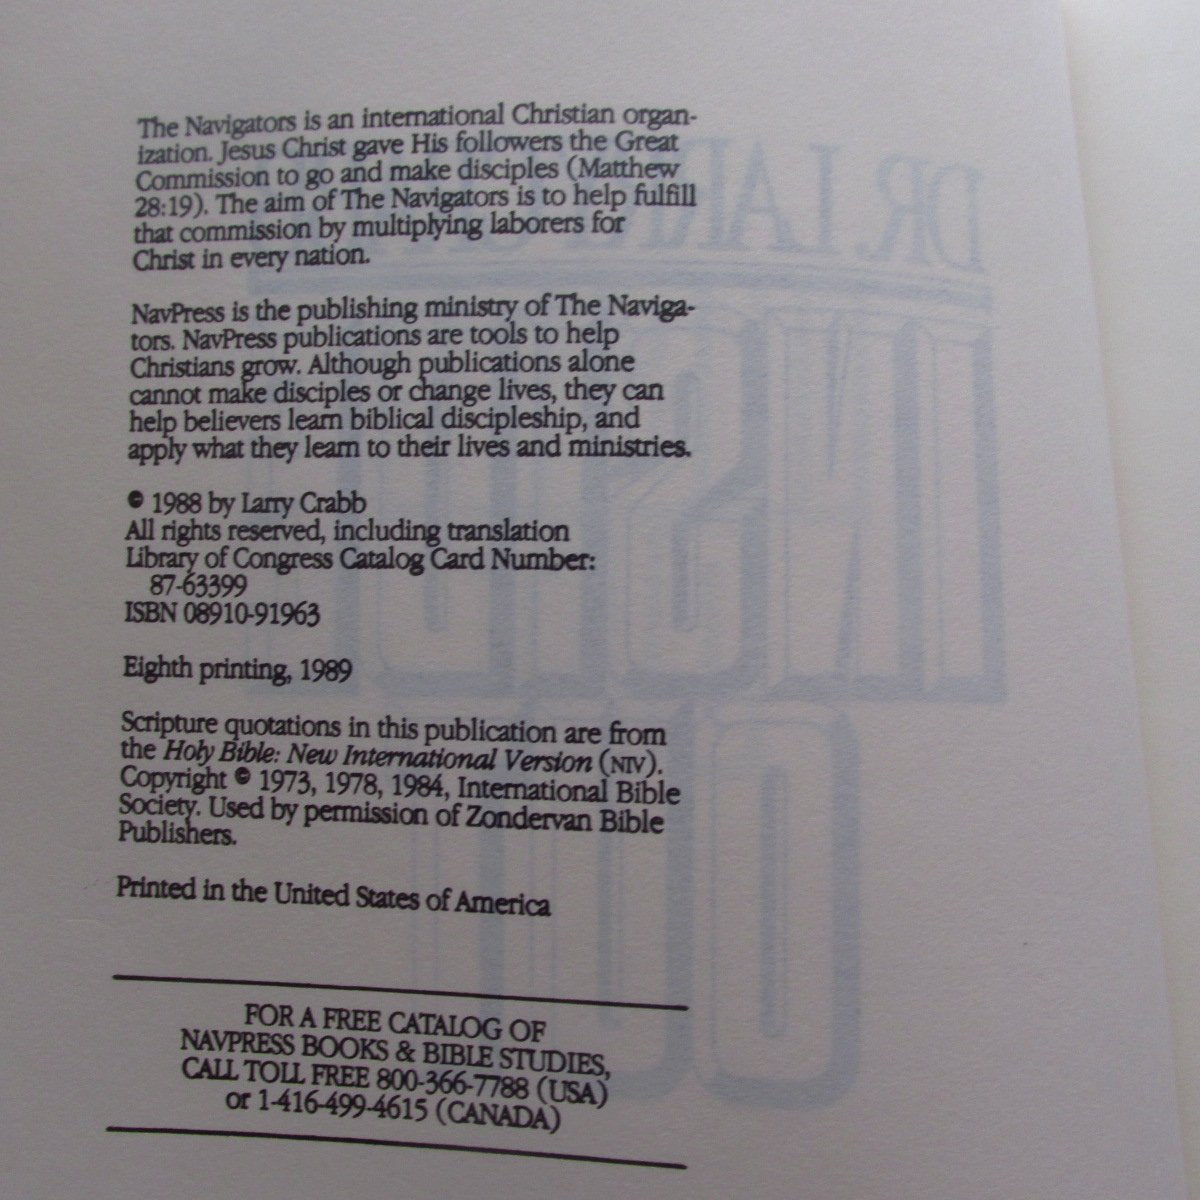 The Navigators is an international Christian organ-
ization. Jesus Christ gave His followers the Great
Commission to go and make disciples (Matthew
28:19). The aim of The Navigators is to help fulfill
that commission by multiplying laborers for
Christ in every nation.
NavPress is the publishing ministry of The Naviga-
tors. NavPress publications are tools to help
Christians grow. Although publications alone
cannot make disciples or change lives, they can
help believers learn biblical discipleship, and
apply what they learn to their lives and ministries.
© 1988 by Larry Crabb
All rights reserved, including translation
Library of Congress Catalog Card Number:
87-63399
ISBN 08910-91963
Eighth printing, 1989
Scripture quotations in this publication are from
the Holy Bible: New International Version (NIV).
Copyright © 1973, 1978, 1984, International Bible
Society. Used by permission of Zondervan Bible
Publishers.
Printed in the United States of America
FOR A FREE CATALOG OF
NAVPRESS BOOKS & BIBLE STUDIES,
CALL TOLL FREE 800-366-7788 (USA)
or 1-416-499-4615 (CANADA)